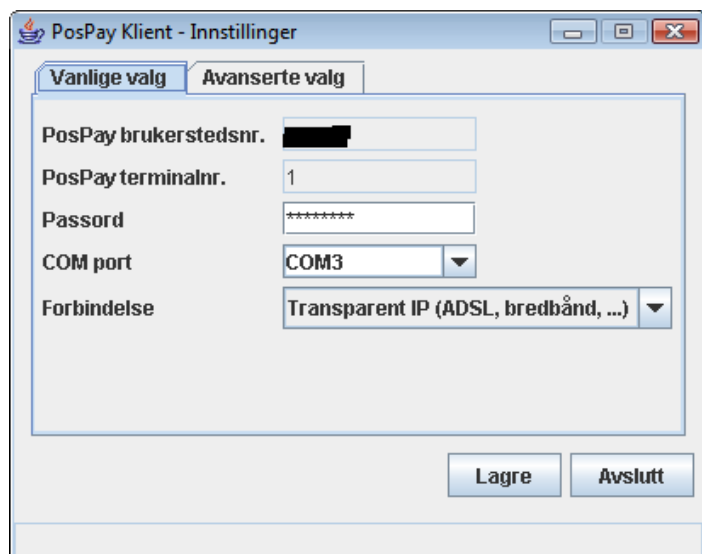 PosPay Klient - Innstillinger
Vanlige valg Avanserte valg
PosPay brukerstedsnr.
PosPay terminalnr. 1
Passord ********
COM port COM3
Forbindelse Transparent IP (ADSL, bredbånd, ...)
Lagre Avslutt